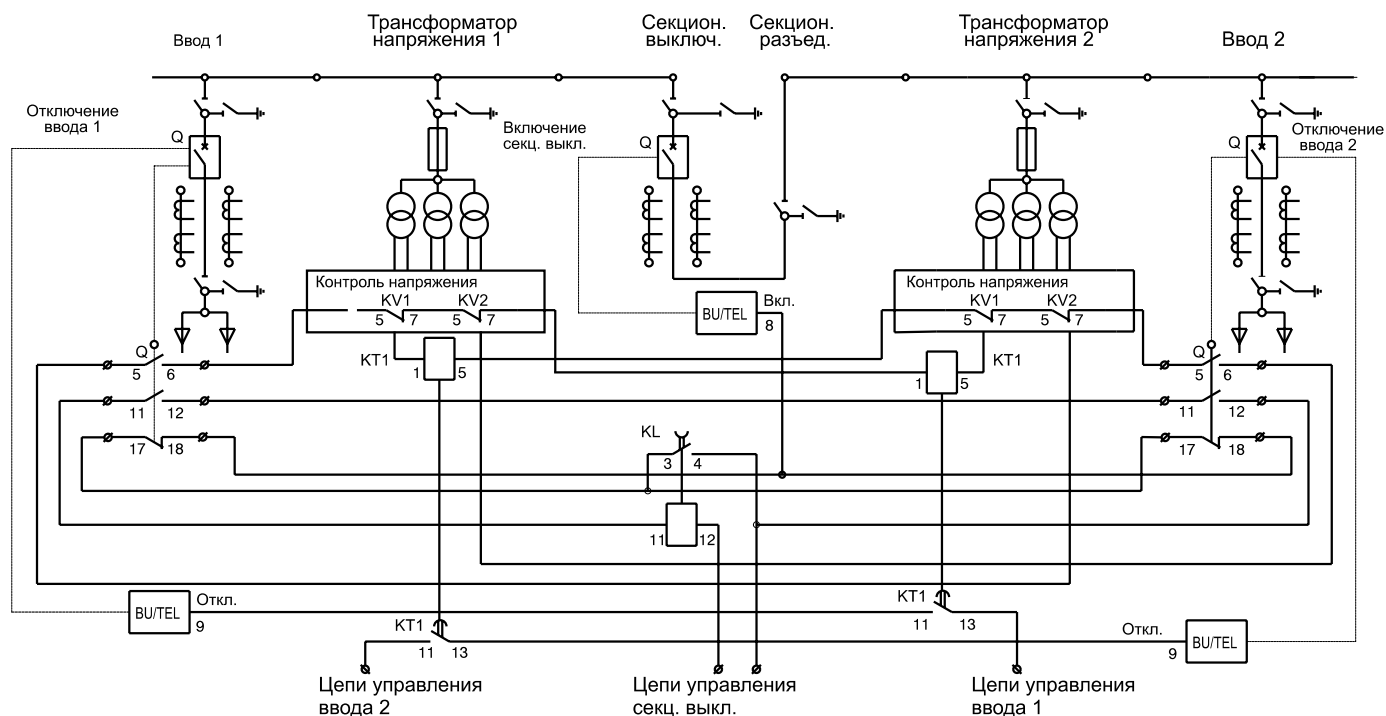 Ввод 1
Трансформатор
напряжения 1
Секцион.
выключ.
Секцион.
разъед.
Трансформатор
напряжения 2
Ввод 2
Отключение
ввода 1
Q
Включение
секц. выкл.
Q
Q
Отключение
ввода 2
Контроль напряжения
KV1
KV2
5 7 5 7
Контроль напряжения
KV1
KV2
5 7 5 7
BU/TEL
Вкл.
8
Q
5 6
KT1
1 5
1 5
KT1
Q
5 6
11 12
11 12
17 18
KL
3 4
17 18
11 12
BU/TEL
Откл.
9
KT1
11 13
KT1
11 13
Откл.
9
BU/TEL
Цепи управления
ввода 2
Цепи управления
секц. выкл.
Цепи управления
ввода 1